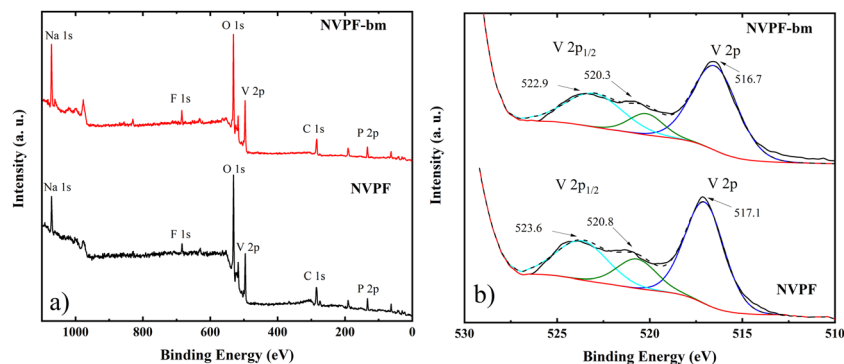 NVPF-bm
O 1s
Na 1s
V 2p
F 1s
C 1s
P 2p
NVPF
O 1s
Na 1s
V 2p
F 1s
C 1s
P 2p
a)
Intensity (a. u.)
1000 800 600 400 200 0
Binding Energy (eV)
NVPF-bm
V 2p1/2
V 2p
522.9
520.3
516.7
V 2p1/2
V 2p
523.6
520.8
517.1
NVPF
b)
Intensity (a. u.)
530 525 520 515 510
Binding Energy (eV)